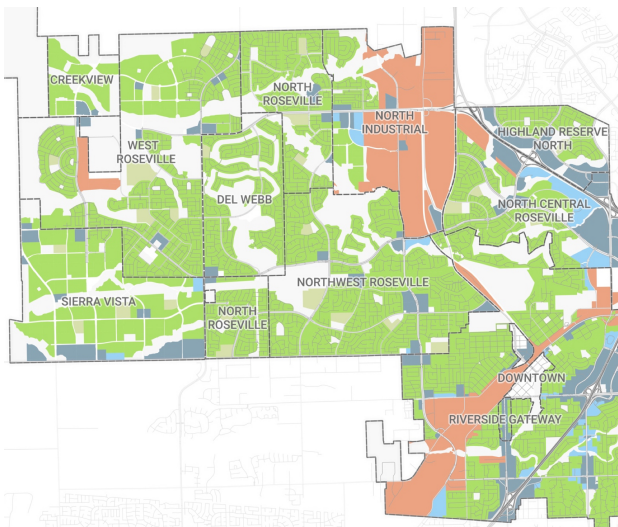 CREEKVIEW
NORTH
ROSEVILLE
NORTH
INDUSTRIAL
HIGHLAND RESERVE
NORTH
WEST
ROSEVILLE
DEL WEBB
NORTH CENTRAL
ROSEVILLE
NORTHWEST ROSEVILLE
SIERRA VISTA
NORTH
ROSEVILLE
DOWNTOWN
RIVERSIDE GATEWAY